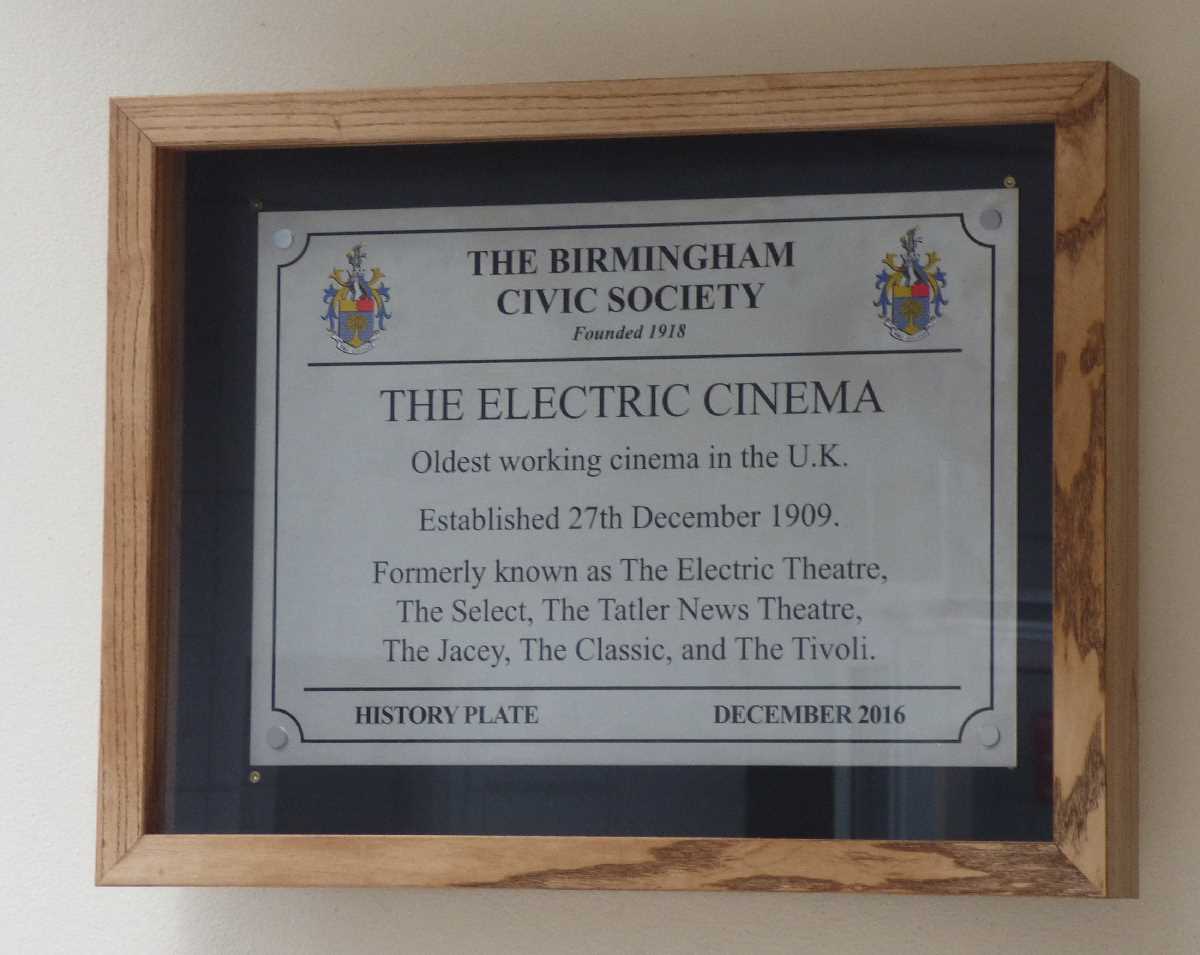 THE BIRMINGHAM
CIVIC SOCIETY
Founded 1918
THE ELECTRIC CINEMA
Oldest working cinema in the U.K.
Established 27th December 1909.
Formerly known as The Electric Theatre,
The Select, The Tatler News Theatre,
The Jacey, The Classic, and The Tivoli.
HISTORY PLATE DECEMBER 2016